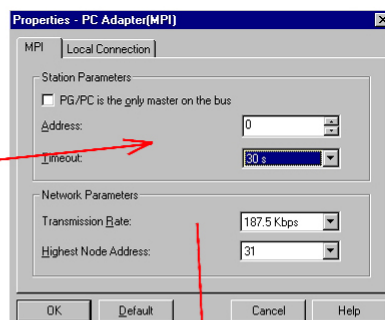 Properties - PC Adapter(MPI)
MPI
Local Connection
Station Parameters
PG/PC is the only master on the bus
Address:
0
Timeout:
30 s
Network Parameters
Transmission Rate:
187.5 Kbps
Highest Node Address:
31
OK
Default
Cancel
Help